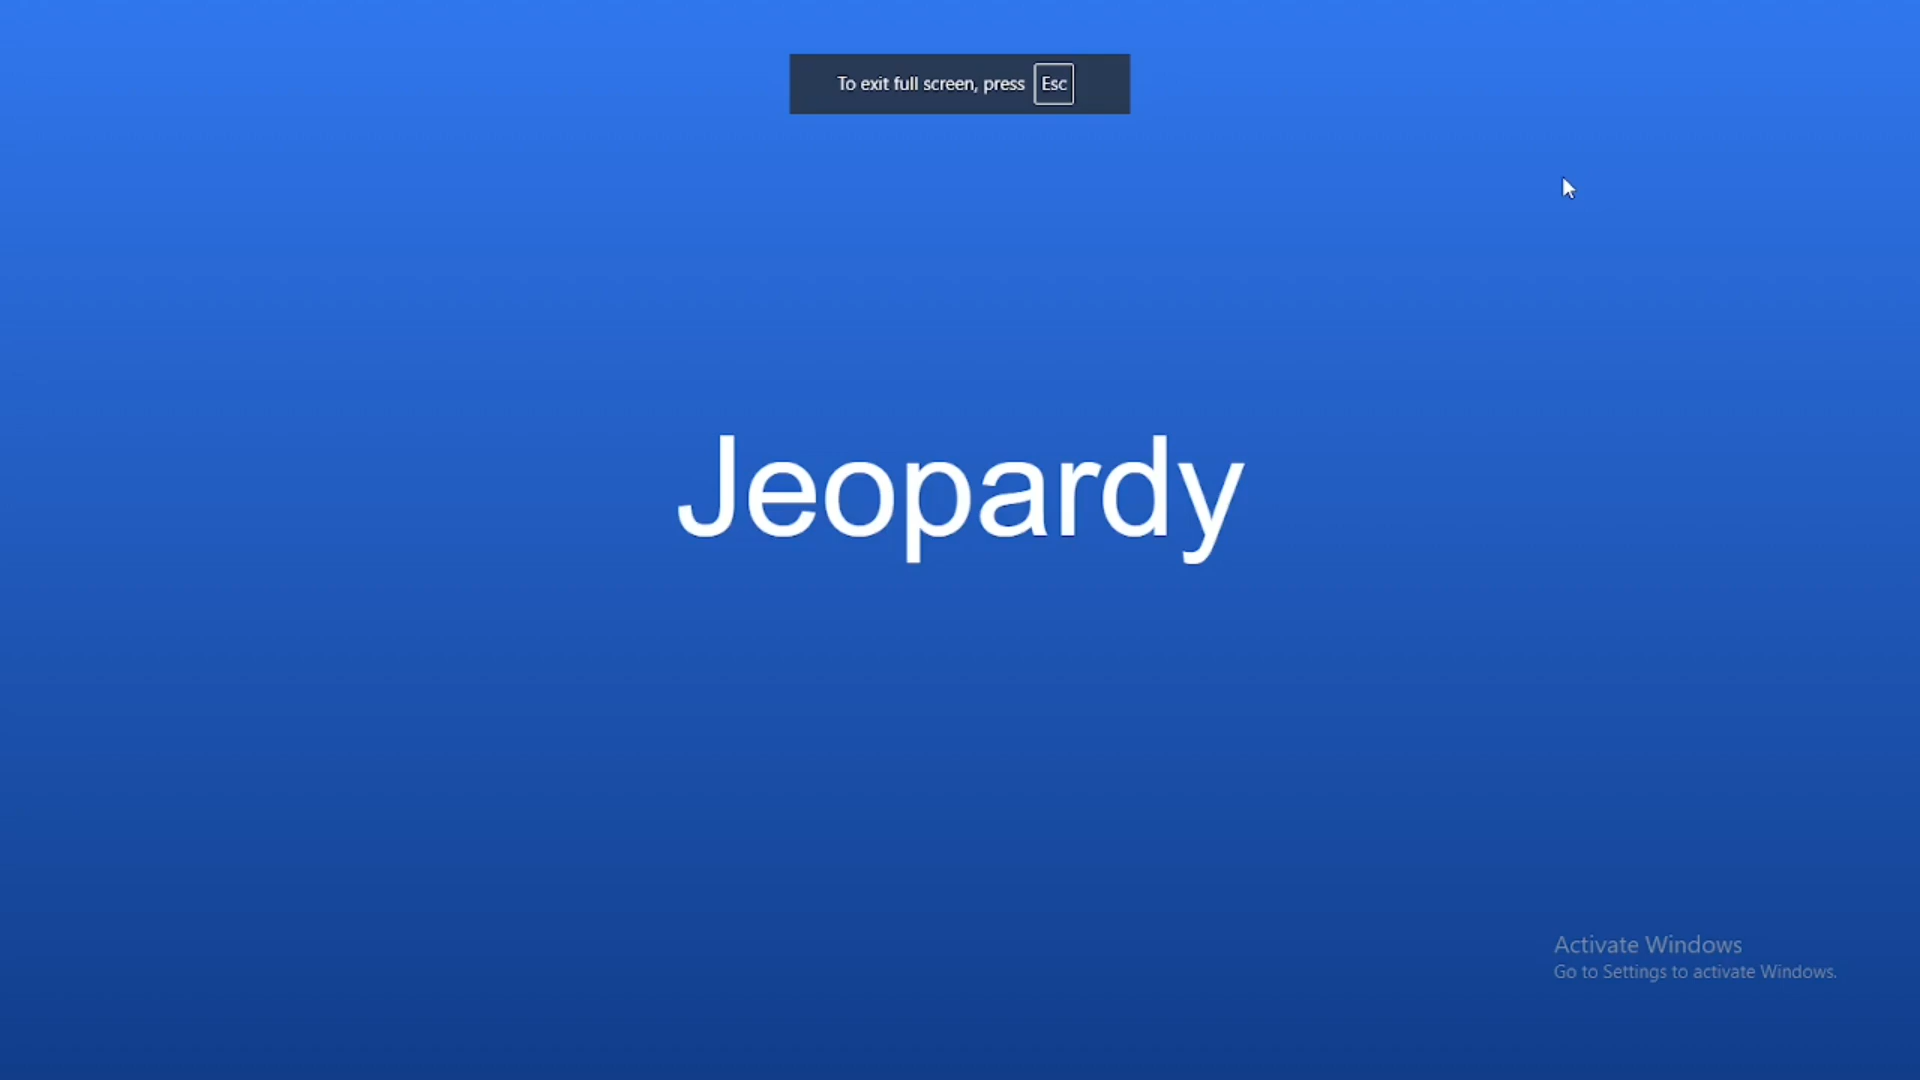 To exit full screen, press Esc
Jeopardy
Activate Windows
Go to Settings to activate Windows.